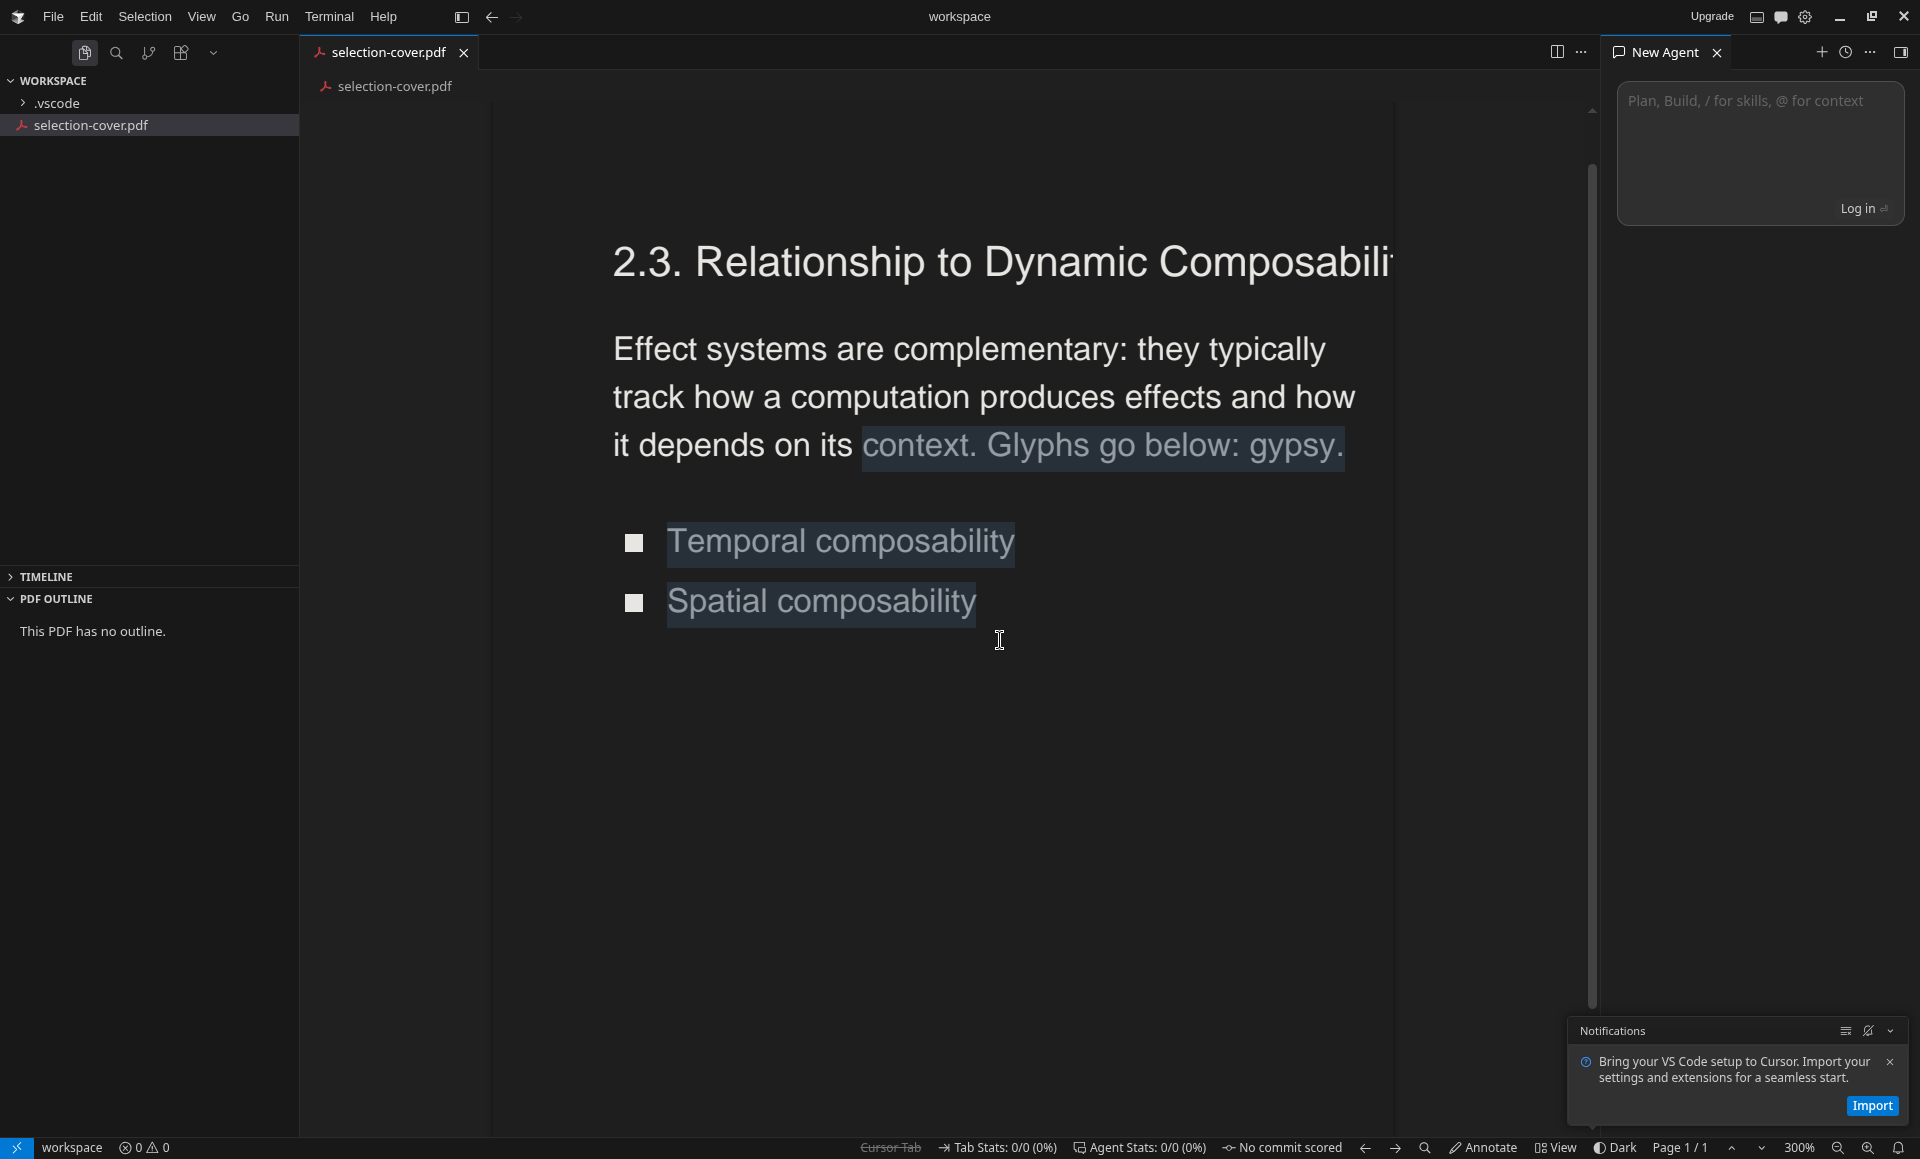 File Edit Selection View Go Run Terminal Help
workspace
Upgrade
WORKSPACE
.vscode
selection-cover.pdf
TIMELINE
PDF OUTLINE
This PDF has no outline.
selection-cover.pdf
selection-cover.pdf
2.3. Relationship to Dynamic Composabilit
Effect systems are complementary: they typically
track how a computation produces effects and how
it depends on its context. Glyphs go below: gypsy.
Temporal composability
Spatial composability
New Agent
Plan, Build, / for skills, @ for context
Log in
Notifications
Bring your VS Code setup to Cursor. Import your
settings and extensions for a seamless start.
Import
workspace 0 0 Cursor Tab Tab Stats: 0/0 (0%) Agent Stats: 0/0 (0%) No commit scored Annotate View Dark Page 1 / 1 300%